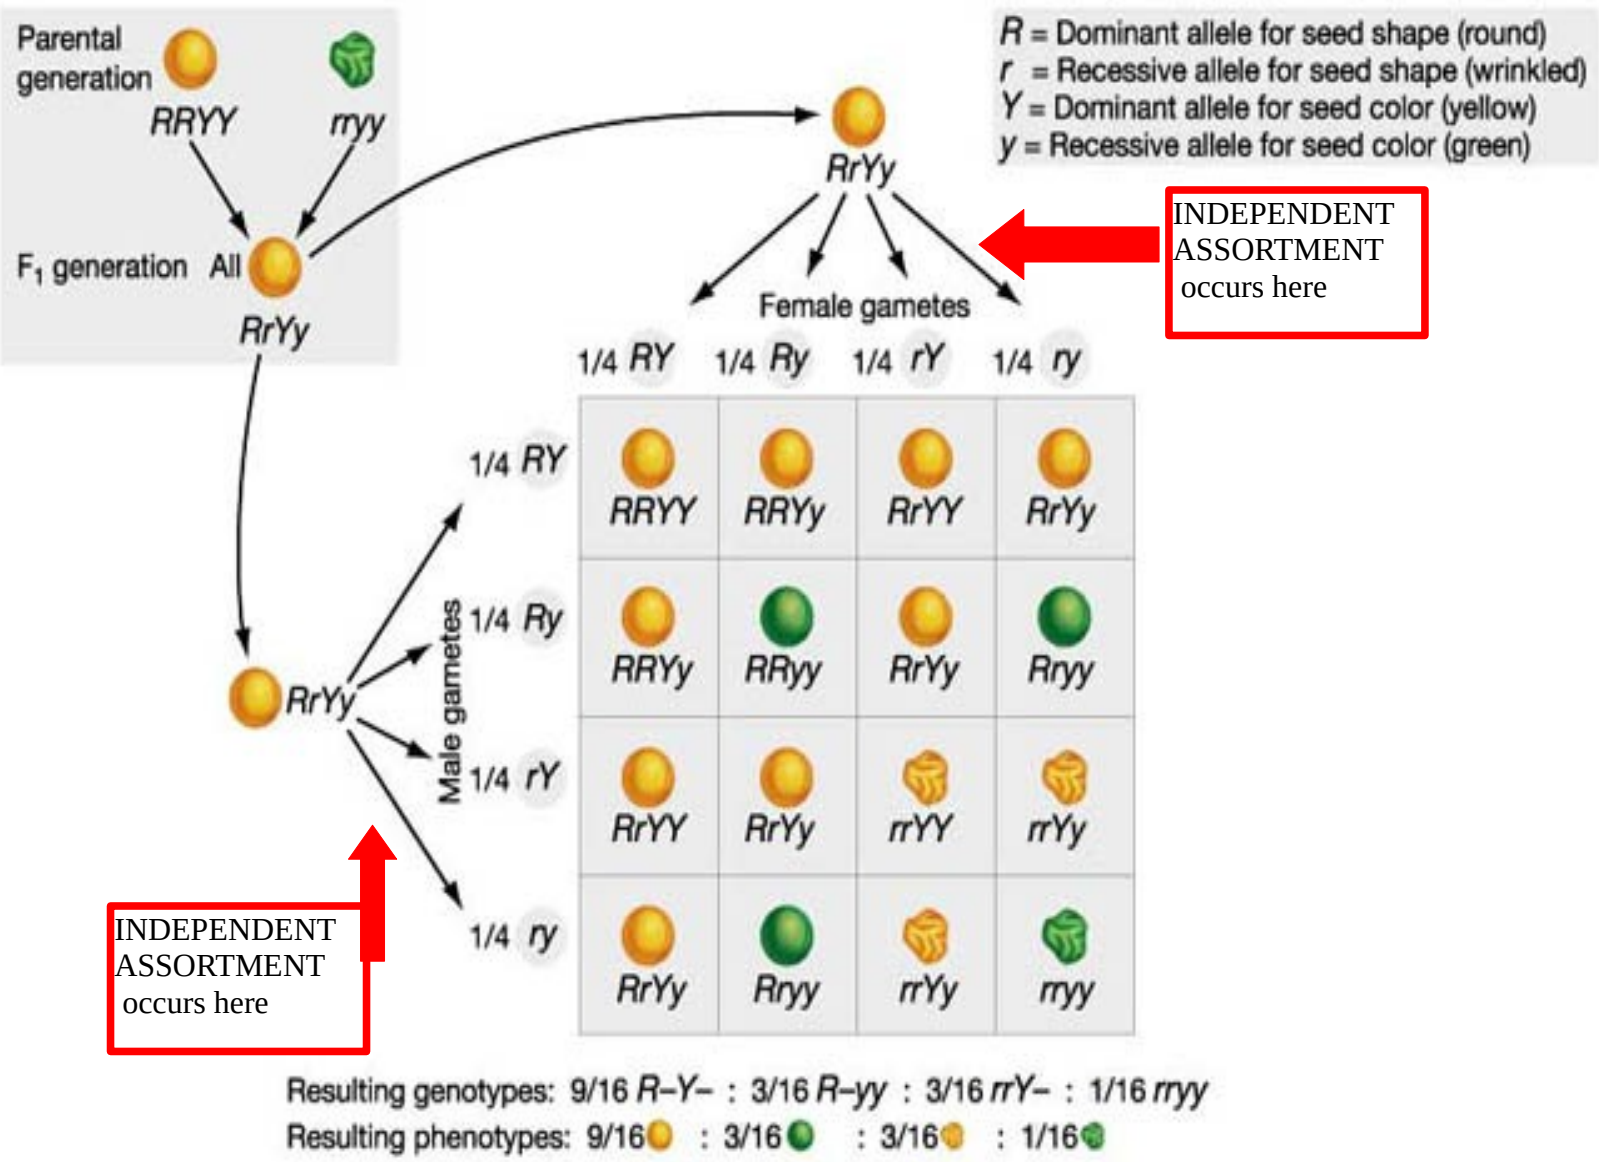 Parental
generation
RRYY
rryy
F1 generation All
RrYy
RrYy
R = Dominant allele for seed shape (round)
r = Recessive allele for seed shape (wrinkled)
Y = Dominant allele for seed color (yellow)
y = Recessive allele for seed color (green)
INDEPENDENT
ASSORTMENT
occurs here
Female gametes
1/4 RY 1/4 Ry 1/4 rY 1/4 ry
1/4 RY
RRYY RRYy RrYY RrYy
1/4 Ry
RRYy RRyy RrYy Rryy
RrYy
Male gametes
1/4 rY
RrYY RrYy rrYY rrYy
1/4 ry
RrYy Rryy rrYy rryy
INDEPENDENT
ASSORTMENT
occurs here
Resulting genotypes: 9/16 R–Y– : 3/16 R–yy : 3/16 rrY– : 1/16 rryy
Resulting phenotypes: 9/16 : 3/16 : 3/16 : 1/16